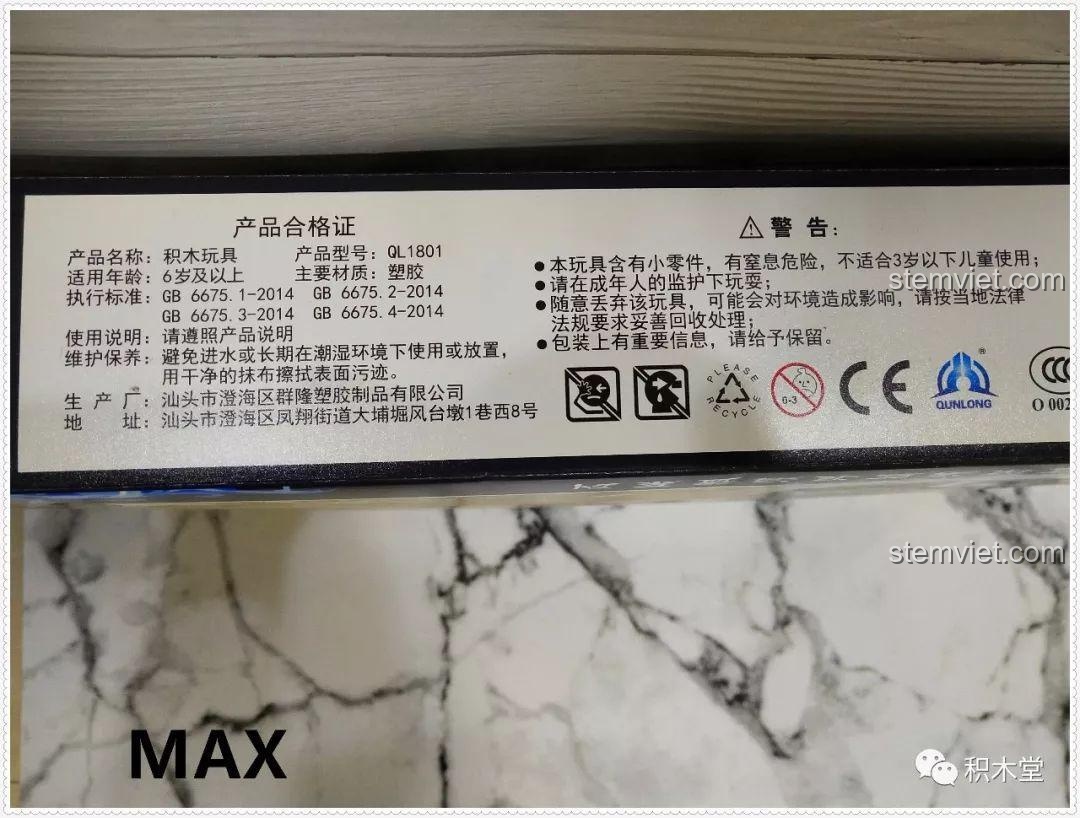 产品合格证
产品名称：积木玩具 产品型号：QL1801
适用年龄：6岁及以上 主要材质：塑胶
执行标准：GB 6675.1-2014 GB 6675.2-2014
GB 6675.3-2014 GB 6675.4-2014
使用说明：请遵照产品说明
维护保养：避免进水或长期在潮湿环境下使用或放置，
用干净的抹布擦拭表面污迹。
生产厂：汕头市澄海区群隆塑胶制品有限公司
地址：汕头市澄海区凤翔街道大埔堀风台墩1巷西8号
警告：
●本玩具含有小零件，有窒息危险，不适合3岁以下儿童使用；
●请在成年人的监护下玩耍；
●随意丢弃该玩具，可能会对环境造成影响，请按当地法律
法规要求妥善回收处理；
●包装上有重要信息，请给予保留。
PLEASE RECYCLE
0-3
CE
QUNLONG
®
CCC
O 002
stemviet.com
stemviet.com
MAX
积木堂